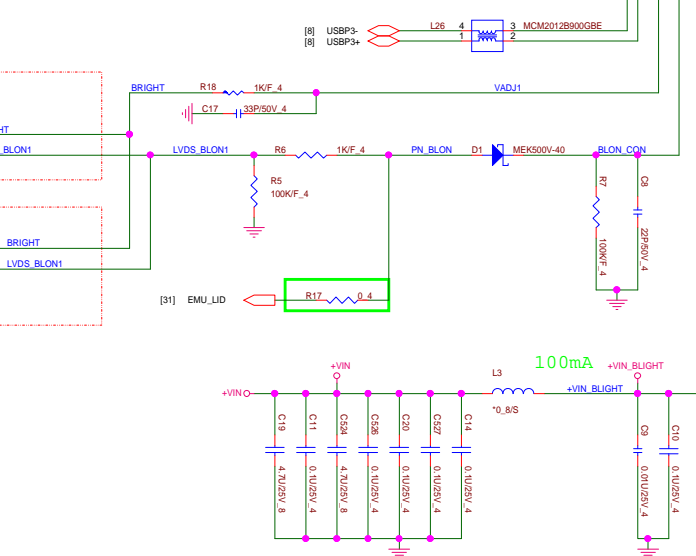 [8] USBP3- L26 4 3 MCM2012B900GBE
[8] USBP3+ 1 2
BRIGHT R18 1K/F_4 VADJ1
C17 33P/50V_4
HT
_BLON1 LVDS_BLON1 R6 1K/F_4 PN_BLON D1 MEK500V-40 BLON_CON
R5
100K/F_4
R7
100K/F_4
C8
22P/50V_4
BRIGHT
LVDS_BLON1
[31] EMU_LID R17 0_4
100mA
+VIN +VIN_BLIGHT
L3
+VIN +VIN_BLIGHT
*0_8/S
C19
4.7U/25V_8
C11
0.1U/25V_4
C524
4.7U/25V_8
C526
0.1U/25V_4
C20
0.1U/25V_4
C527
0.1U/25V_4
C14
0.1U/25V_4
C9
0.01U/25V_4
C10
0.1U/25V_4